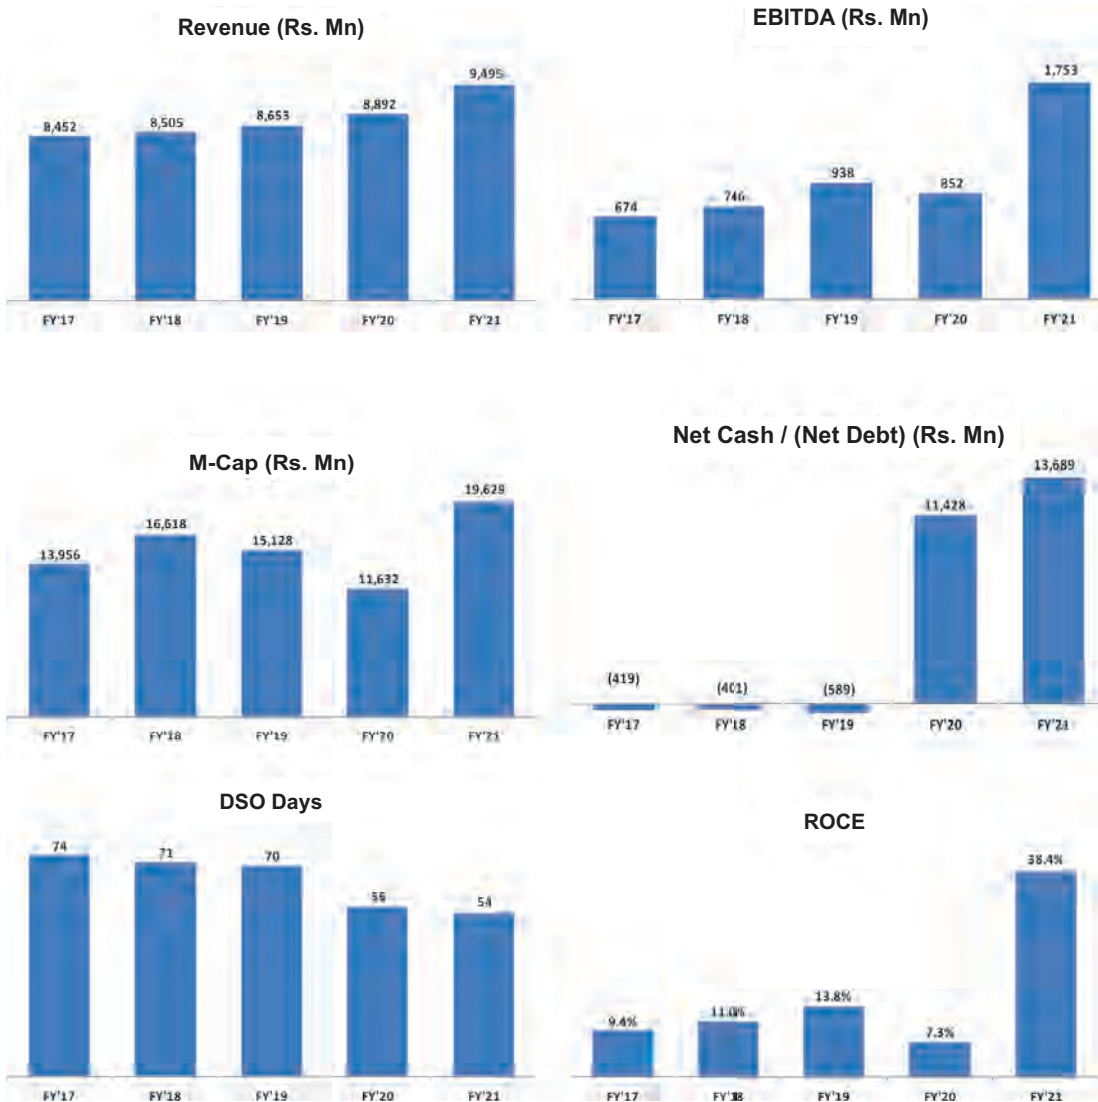 Revenue (Rs. Mn)
8,452
8,505
8,653
8,892
9,495
FY'17
FY'18
FY'19
FY'20
FY'21
EBITDA (Rs. Mn)
674
746
938
852
1,753
FY'17
FY'18
FY'19
FY'20
FY'21
M-Cap (Rs. Mn)
13,956
16,618
15,128
11,632
19,628
FY'17
FY'18
FY'19
FY'20
FY'21
Net Cash / (Net Debt) (Rs. Mn)
(419)
(401)
(589)
11,428
13,689
FY'17
FY'18
FY'19
FY'20
FY'21
DSO Days
74
71
70
54
FY'17
FY'18
FY'19
FY'20
FY'21
ROCE
9.4%
11.0%
13.8%
7.3%
38.4%
FY'17
FY'18
FY'19
FY'20
FY'21